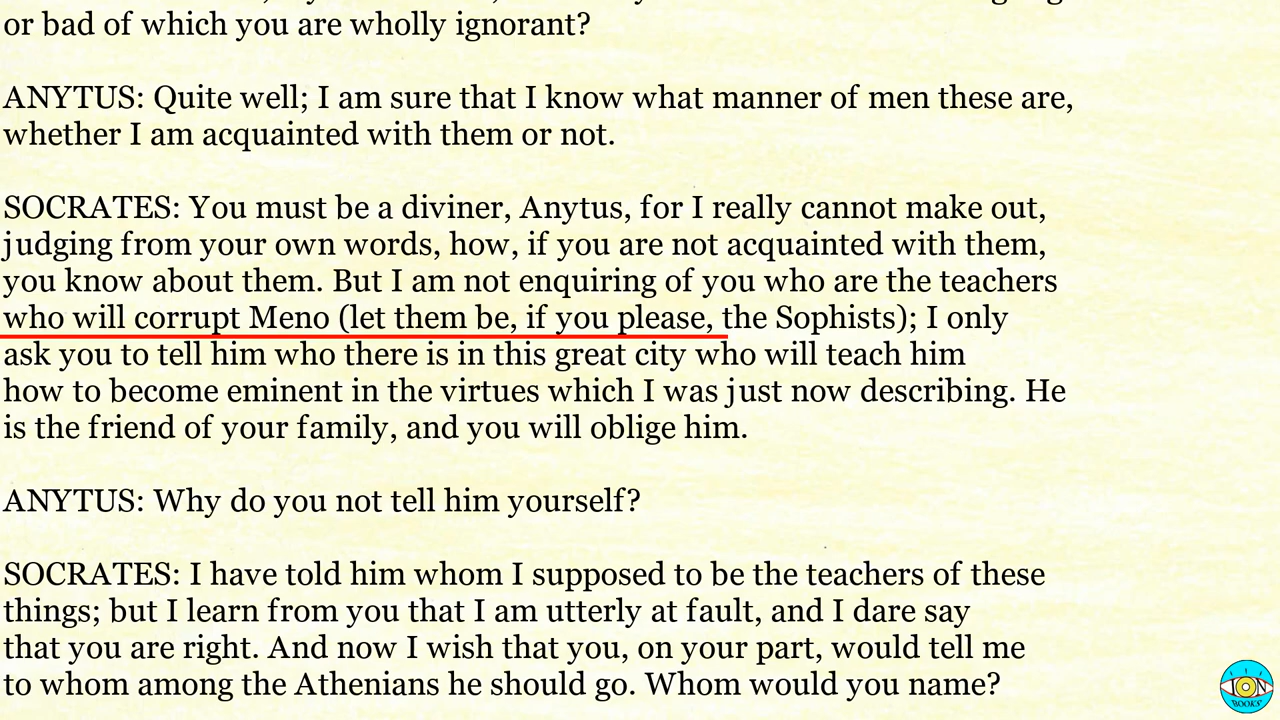 or bad of which you are wholly ignorant?
ANYTUS: Quite well; I am sure that I know what manner of men these are,
whether I am acquainted with them or not.
SOCRATES: You must be a diviner, Anytus, for I really cannot make out,
judging from your own words, how, if you are not acquainted with them,
you know about them. But I am not enquiring of you who are the teachers
who will corrupt Meno (let them be, if you please, the Sophists); I only
ask you to tell him who there is in this great city who will teach him
how to become eminent in the virtues which I was just now describing. He
is the friend of your family, and you will oblige him.
ANYTUS: Why do you not tell him yourself?
SOCRATES: I have told him whom I supposed to be the teachers of these
things; but I learn from you that I am utterly at fault, and I dare say
that you are right. And now I wish that you, on your part, would tell me
to whom among the Athenians he should go. Whom would you name?
ION
BOOKS